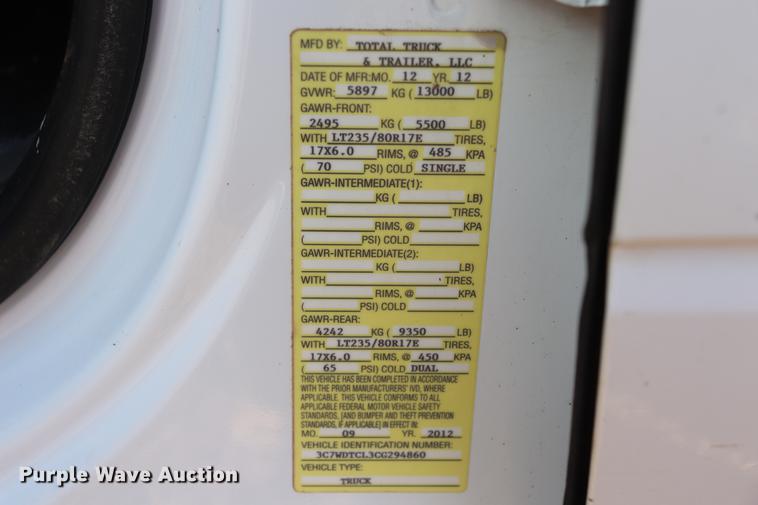 MFD BY: TOTAL TRUCK
& TRAILER, LLC
DATE OF MFR:MO. 12 YR. 12
GVWR: 5897 KG ( 13000 LB)
GAWR-FRONT:
2495 KG ( 5500 LB)
WITH LT235/80R17E TIRES,
17X6.0 RIMS, @ 485 KPA
( 70 PSI) COLD SINGLE
GAWR-INTERMEDIATE(1):
KG ( LB)
WITH TIRES,
RIMS, @ KPA
( PSI) COLD
GAWR-INTERMEDIATE(2):
KG ( LB)
WITH TIRES,
RIMS, @ KPA
( PSI) COLD
GAWR-REAR:
4242 KG ( 9350 LB)
WITH LT235/80R17E TIRES,
17X6.0 RIMS, @ 450 KPA
( 65 PSI) COLD DUAL
THIS VEHICLE HAS BEEN COMPLETED IN ACCORDANCE
WITH THE PRIOR MANUFACTURERS' IVD, WHERE
APPLICABLE. THIS VEHICLE CONFORMS TO ALL
APPLICABLE FEDERAL MOTOR VEHICLE SAFETY
STANDARDS, [AND BUMPER AND THEFT PREVENTION
STANDARDS, IF APPLICABLE] IN EFFECT IN:
MO. 09 YR. 2012
VEHICLE IDENTIFICATION NUMBER:
3C7WDTCL3CG294860
VEHICLE TYPE:
TRUCK
Purple Wave Auction